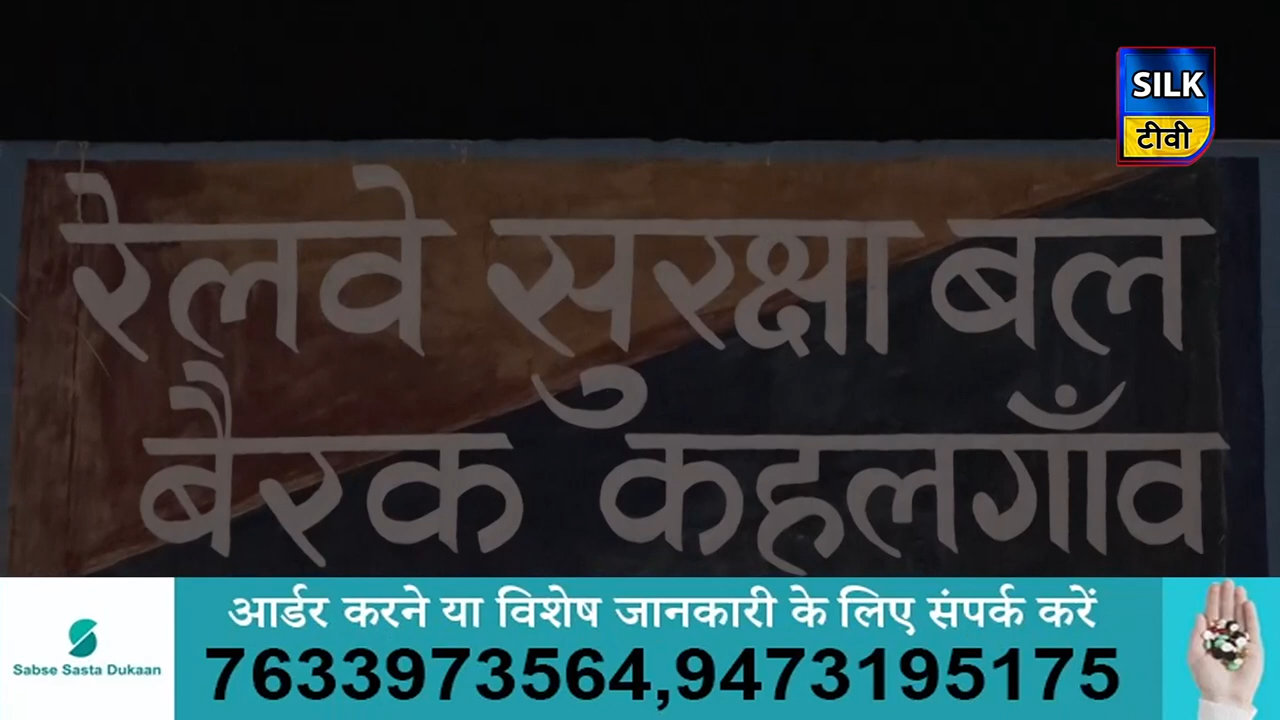 SILK
टीवी
रेलवे सुरक्षा बल
बैरक कहलगाँव
आर्डर करने या विशेष जानकारी के लिए संपर्क करें
Sabse Sasta Dukaan
7633973564,9473195175